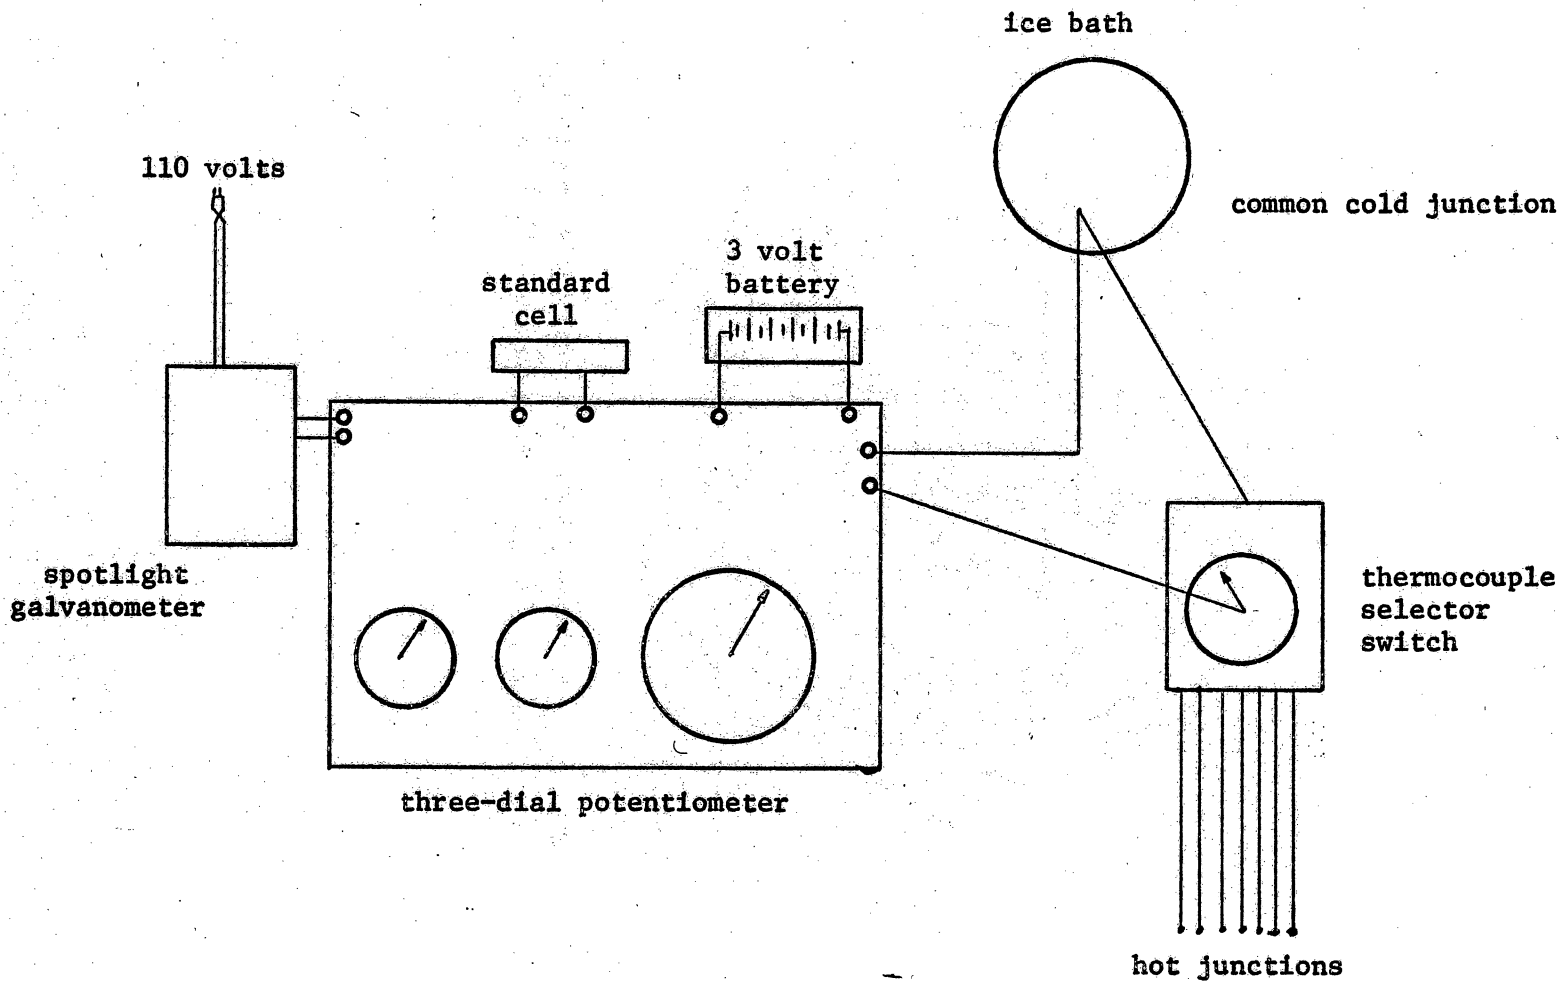 ice bath
110 volts
common cold junction
3 volt
battery
standard
cell
spotlight
galvanometer
thermocouple
selector
switch
three-dial potentiometer
hot junctions